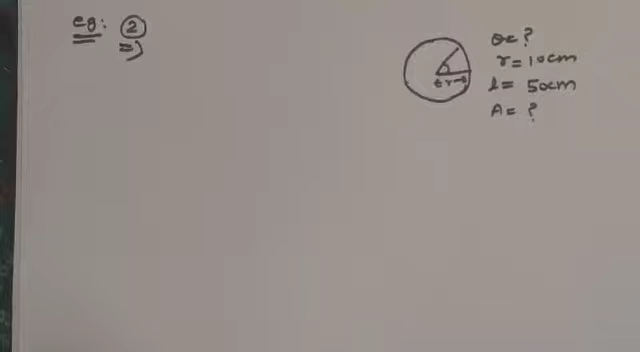 eg: 2
=)
θ= ?
r = 10cm
l = 50cm
A = ?
r